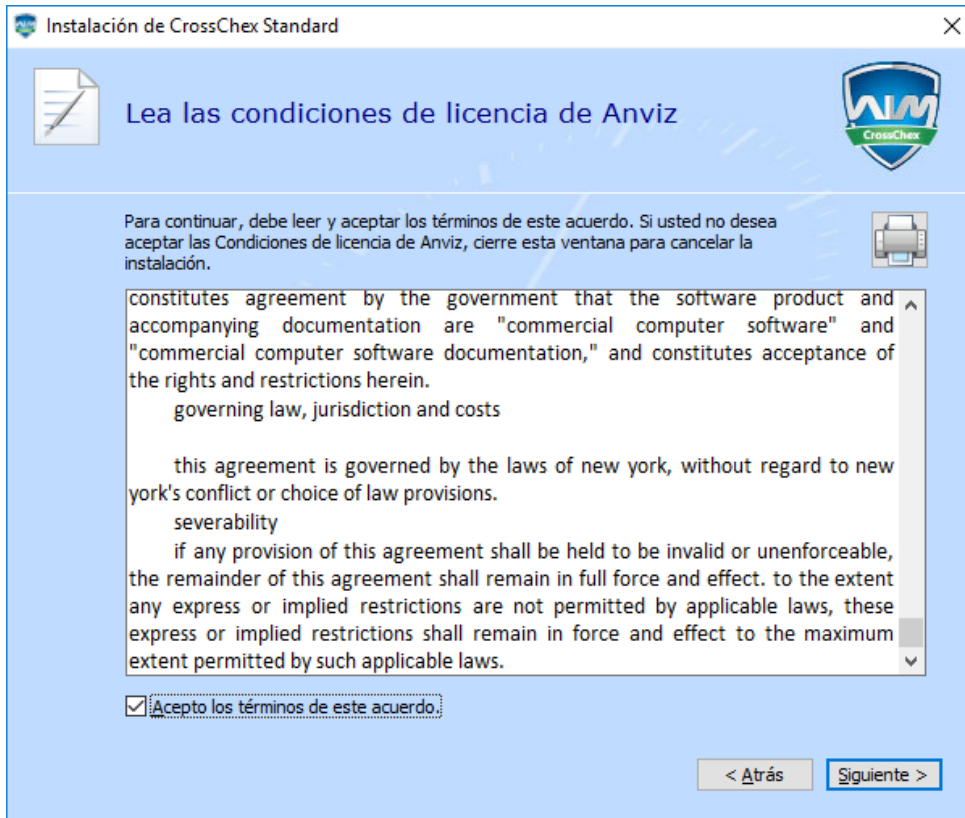 Instalación de CrossChex Standard
Lea las condiciones de licencia de Anviz
AIM
CrossChex
Para continuar, debe leer y aceptar los términos de este acuerdo. Si usted no desea
aceptar las Condiciones de licencia de Anviz, cierre esta ventana para cancelar la
instalación.
constitutes agreement by the government that the software product and
accompanying documentation are "commercial computer software" and
"commercial computer software documentation," and constitutes acceptance of
the rights and restrictions herein.
governing law, jurisdiction and costs
this agreement is governed by the laws of new york, without regard to new
york's conflict or choice of law provisions.
severability
if any provision of this agreement shall be held to be invalid or unenforceable,
the remainder of this agreement shall remain in full force and effect. to the extent
any express or implied restrictions are not permitted by applicable laws, these
express or implied restrictions shall remain in force and effect to the maximum
extent permitted by such applicable laws.
Acepto los términos de este acuerdo.
< Atrás
Siguiente >